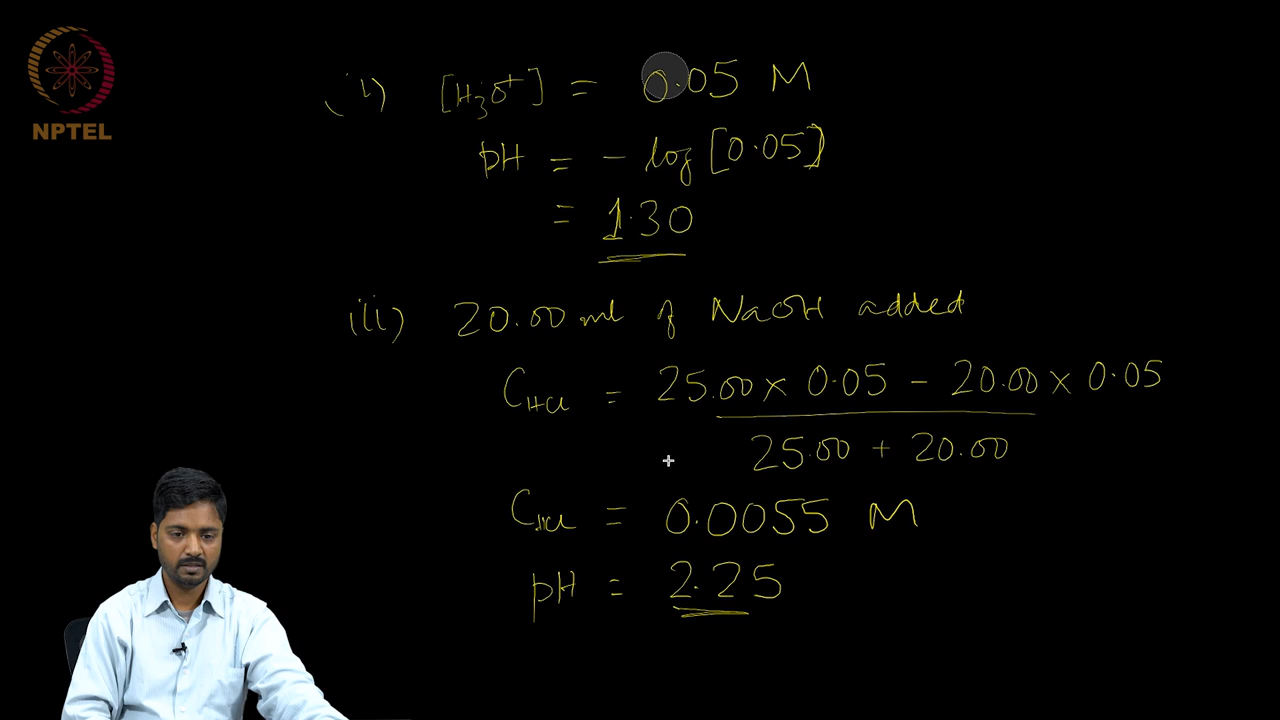 NPTEL
(i) [H3O+] = 0.05 M
pH = - log [0.05]
= 1.30
(ii) 20.00 ml of NaOH added
CHCl = 25.00 x 0.05 - 20.00 x 0.05
25.00 + 20.00
CHCl = 0.0055 M
pH = 2.25